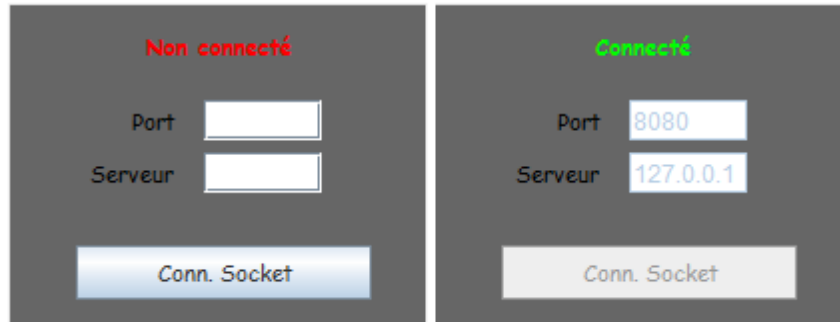 Non connecté
Port
Serveur
Conn. Socket
Connecté
Port 8080
Serveur 127.0.0.1
Conn. Socket